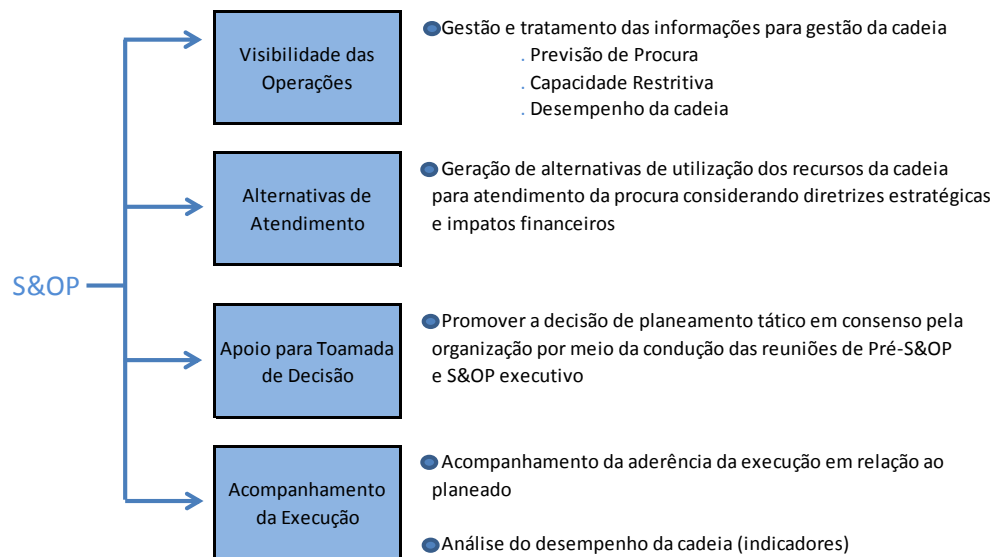 Visibilidade das
Operações
Gestão e tratamento das informações para gestão da cadeia
. Previsão de Procura
. Capacidade Restritiva
. Desempenho da cadeia
Alternativas de
Atendimento
Geração de alternativas de utilização dos recursos da cadeia
para atendimento da procura considerando diretrizes estratégicas
e impatos financeiros
S&OP
Apoio para Toamada
de Decisão
Promover a decisão de planeamento tático em consenso pela
organização por meio da condução das reuniões de Pré-S&OP
e S&OP executivo
Acompanhamento
da Execução
Acompanhamento da aderência da execução em relação ao
planeado
Análise do desempenho da cadeia (indicadores)